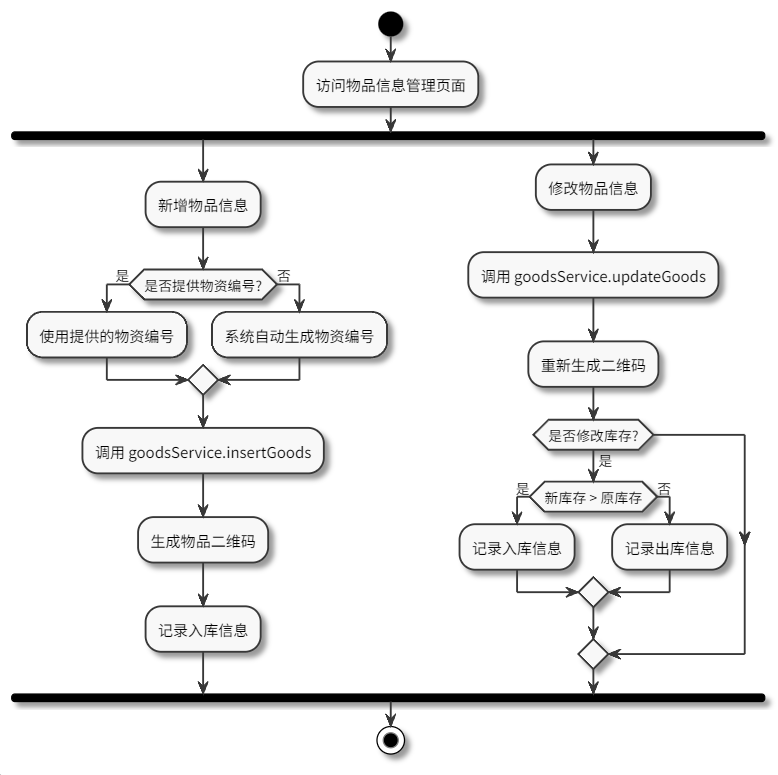 访问物品信息管理页面
新增物品信息
是否提供物资编号?
是
否
使用提供的物资编号
系统自动生成物资编号
调用 goodsService.insertGoods
生成物品二维码
记录入库信息
修改物品信息
调用 goodsService.updateGoods
重新生成二维码
是否修改库存?
是
新库存 > 原库存
是
否
记录入库信息
记录出库信息